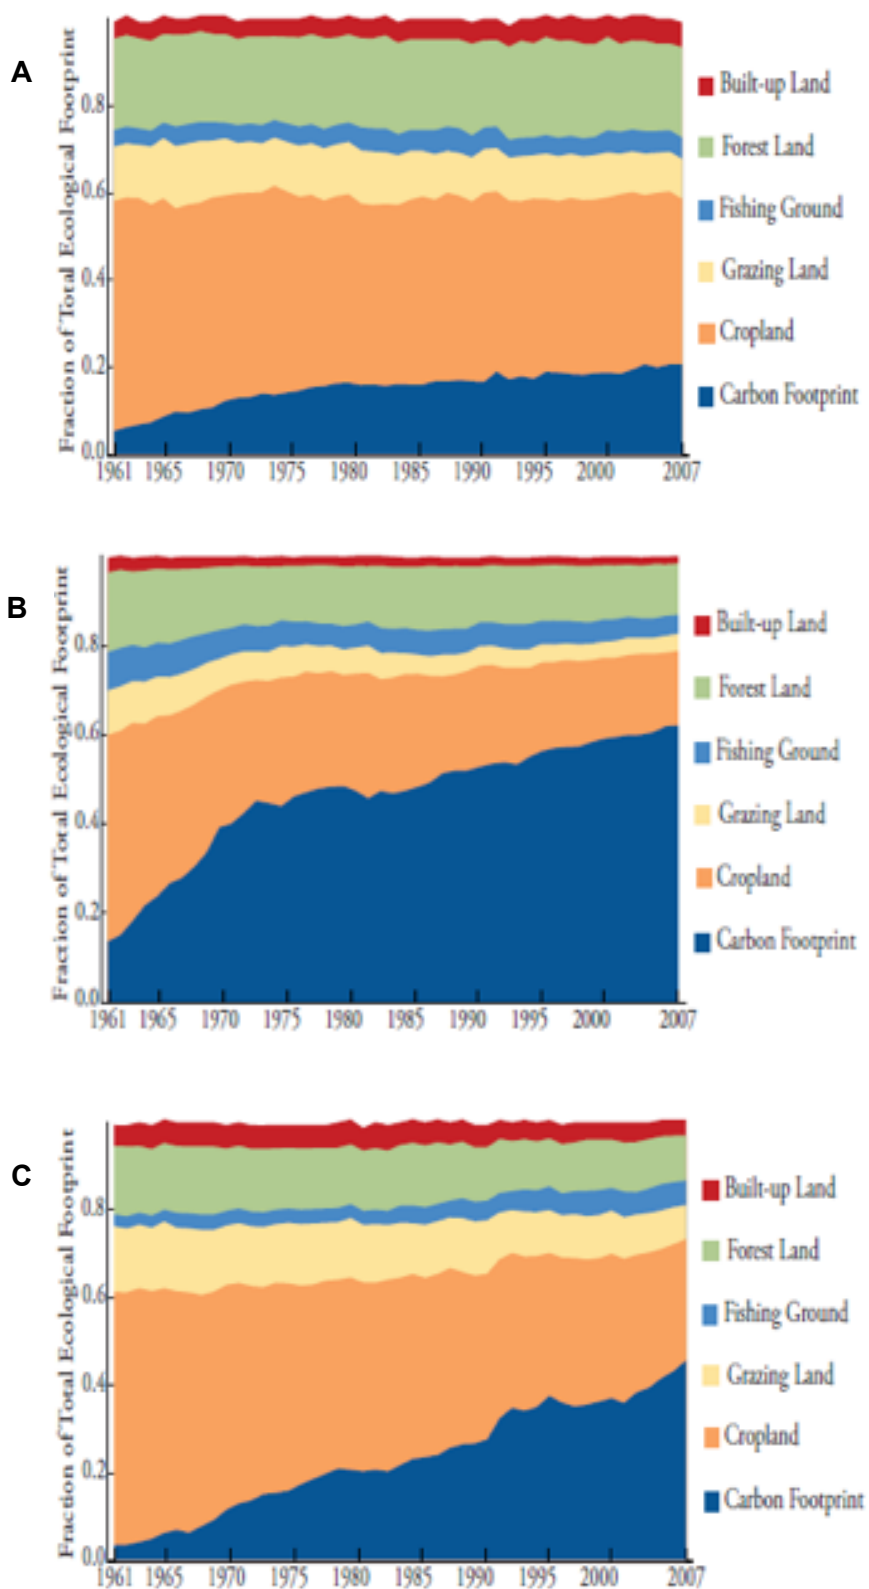 A
Fraction of Total Ecological Footprint
0.8
0.6
0.4
0.2
0.0
1961 1965 1970 1975 1980 1985 1990 1995 2000 2007
Built-up Land
Forest Land
Fishing Ground
Grazing Land
Cropland
Carbon Footprint
B
Fraction of Total Ecological Footprint
0.8
0.6
0.4
0.2
0.0
1961 1965 1970 1975 1980 1985 1990 1995 2000 2007
Built-up Land
Forest Land
Fishing Ground
Grazing Land
Cropland
Carbon Footprint
C
Fraction of Total Ecological Footprint
0.8
0.6
0.4
0.2
0.0
1961 1965 1970 1975 1980 1985 1990 1995 2000 2007
Built-up Land
Forest Land
Fishing Ground
Grazing Land
Cropland
Carbon Footprint